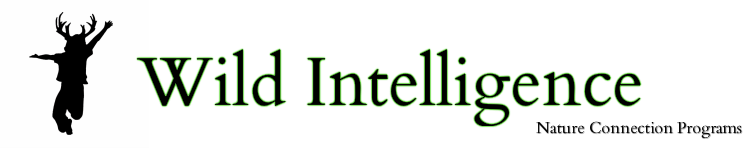 Wild Intelligence
Nature Connection Programs